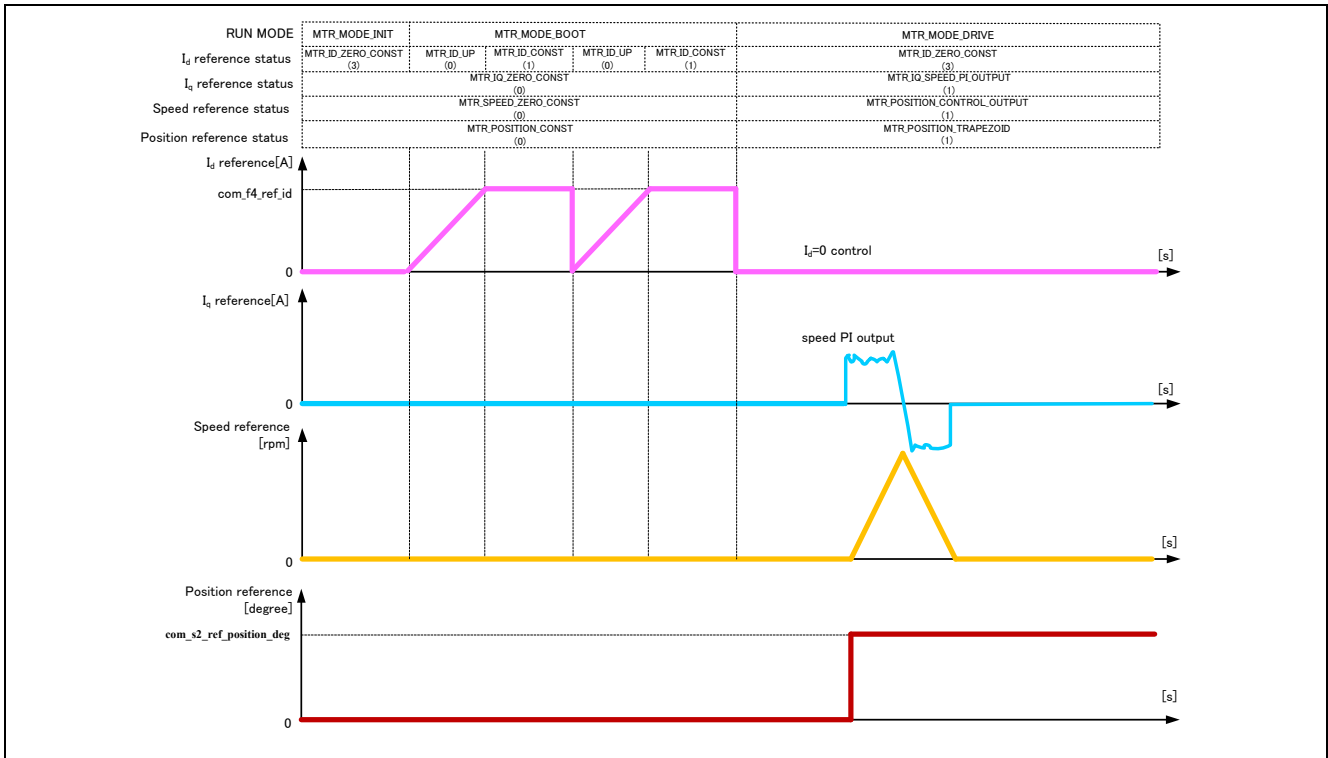 RUN MODE MTR_MODE_INIT MTR_MODE_BOOT MTR_MODE_DRIVE
Id reference status MTR_ID_ZERO_CONST MTR_ID_UP MTR_ID_CONST MTR_ID_UP MTR_ID_CONST MTR_ID_ZERO_CONST
(3) (0) (1) (0) (1) (3)
Iq reference status MTR_IQ_ZERO_CONST MTR_IQ_SPEED_PI_OUTPUT
(0) (1)
Speed reference status MTR_SPEED_ZERO_CONST MTR_POSITION_CONTROL_OUTPUT
(0) (1)
Position reference status MTR_POSITION_CONST MTR_POSITION_TRAPEZOID
(0) (1)
Id reference[A]
com_f4_ref_id
Id=0 control
[s]
0
Iq reference[A]
speed PI output
[s]
0
Speed reference
[rpm]
[s]
0
Position reference
[degree]
com_s2_ref_position_deg
[s]
0